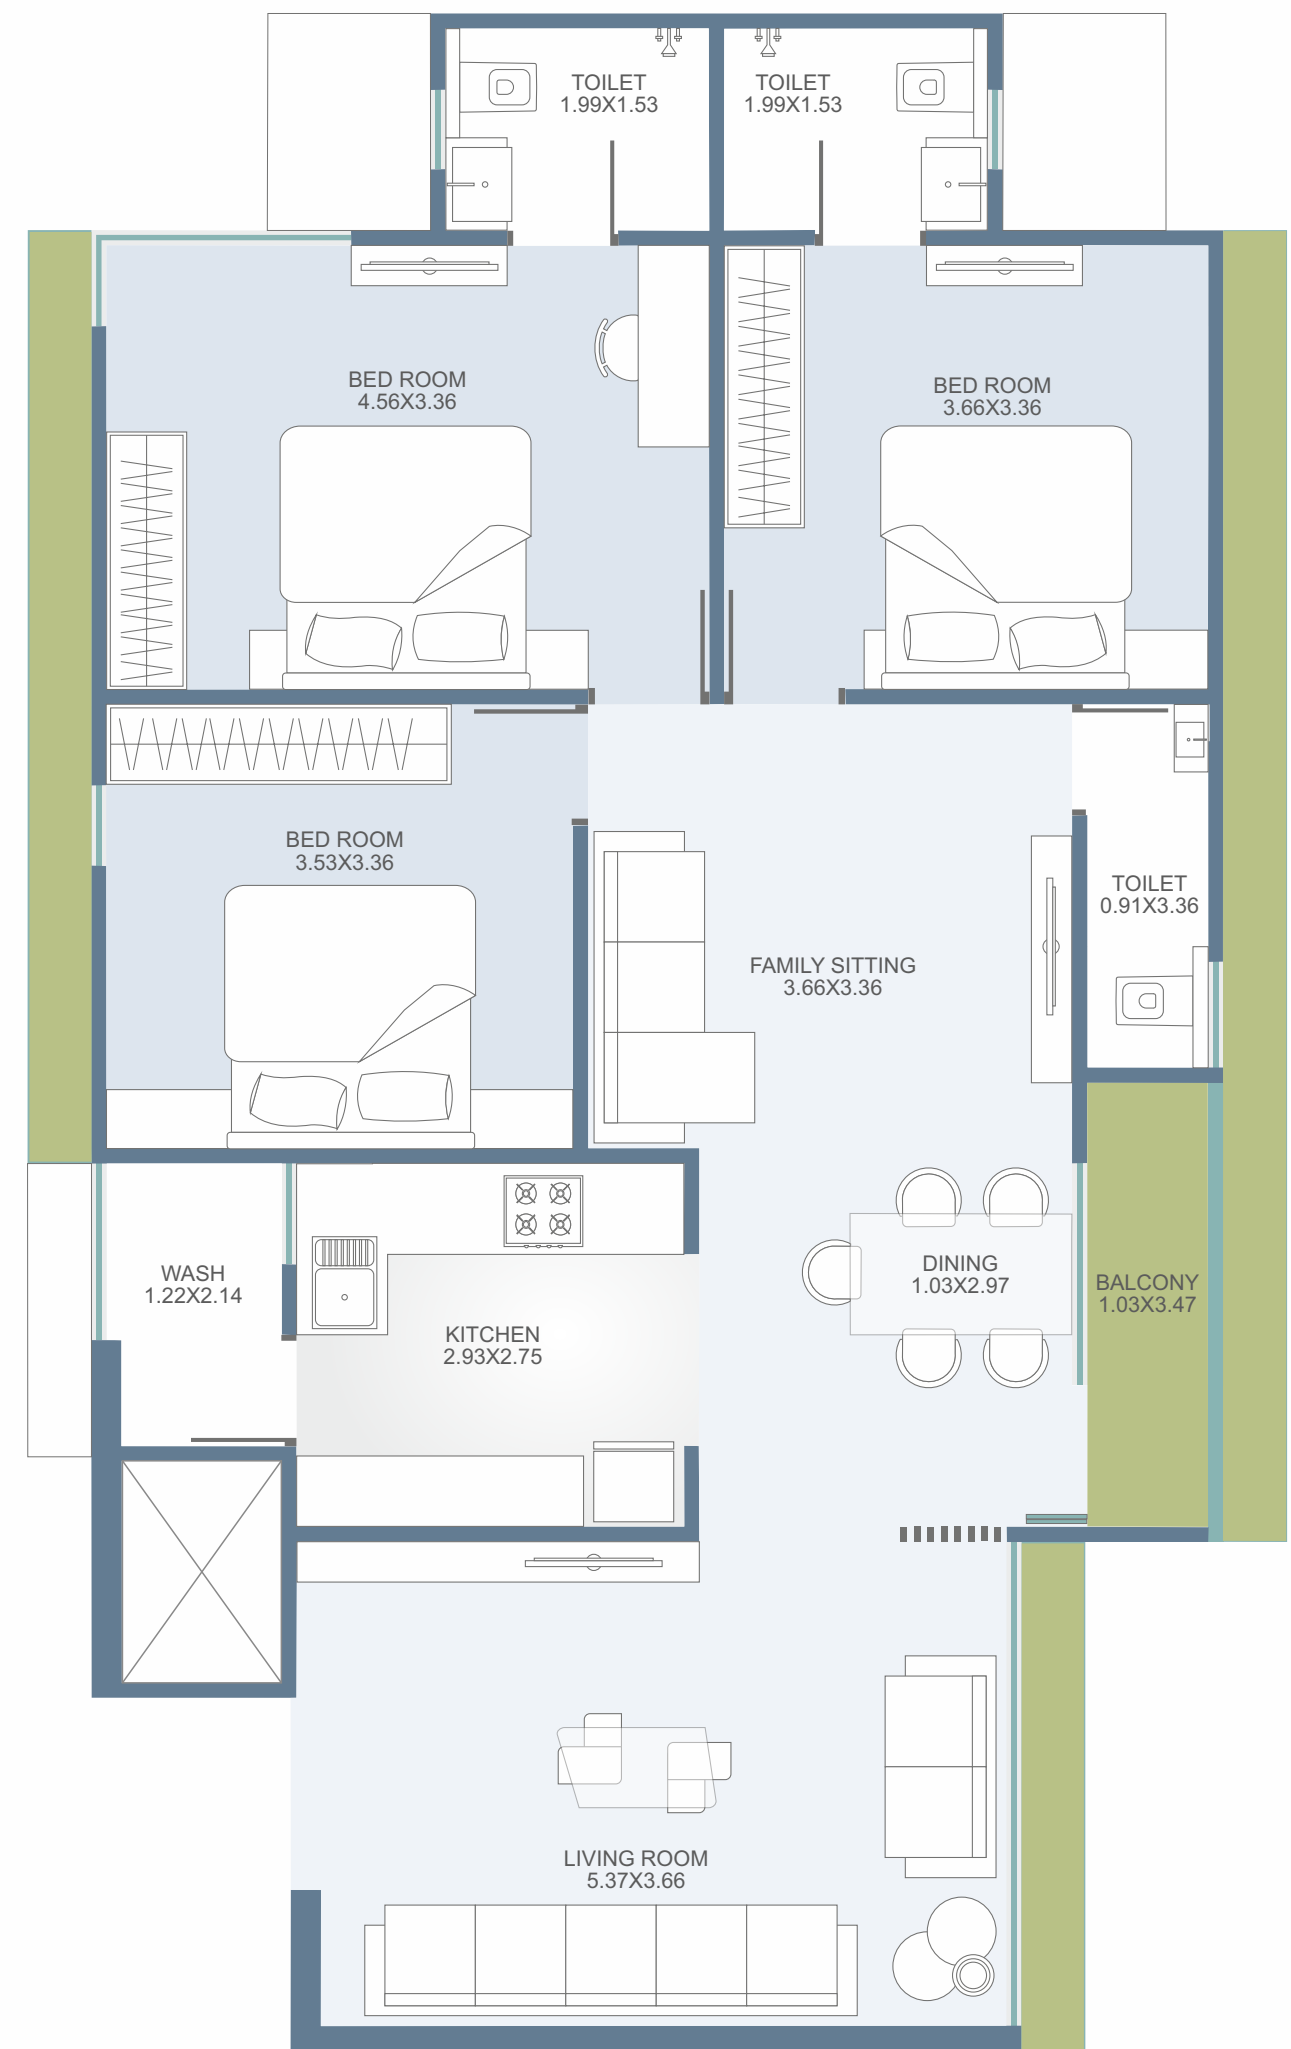 TOILET
1.99X1.53
TOILET
1.99X1.53
BED ROOM
4.56X3.36
BED ROOM
3.66X3.36
BED ROOM
3.53X3.36
TOILET
0.91X3.36
FAMILY SITTING
3.66X3.36
WASH
1.22X2.14
DINING
1.03X2.97
BALCONY
1.03X3.47
KITCHEN
2.93X2.75
LIVING ROOM
5.37X3.66